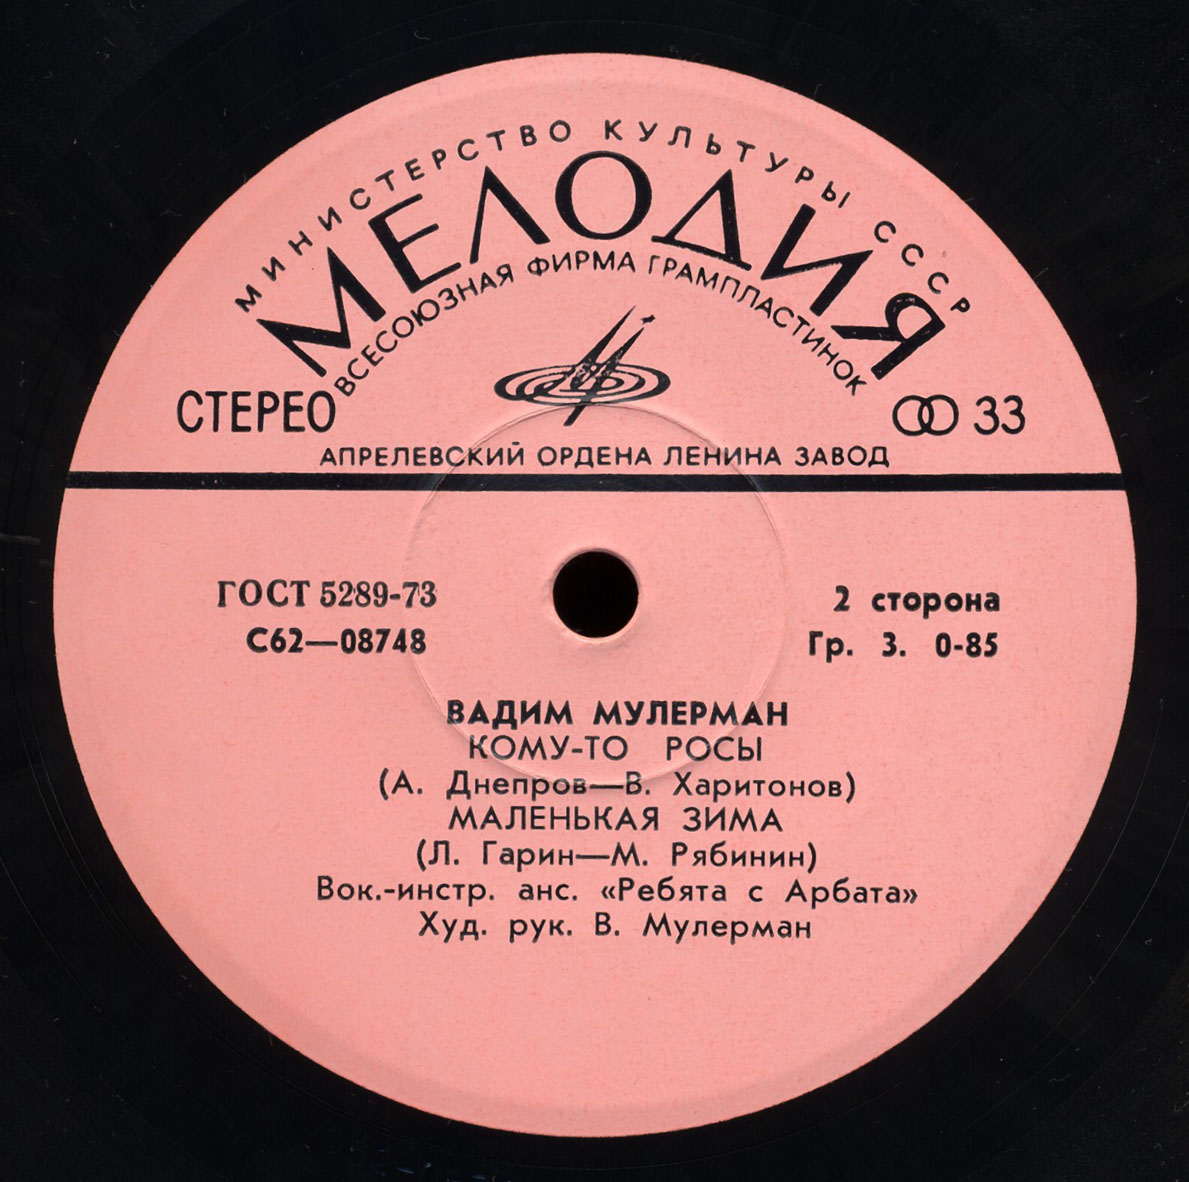 МИНИСТЕРСТВО КУЛЬТУРЫ СССР
МЕЛОДИЯ
ВСЕСОЮЗНАЯ ФИРМА ГРАМПЛАСТИНОК
СТЕРЕО
33
АПРЕЛЕВСКИЙ ОРДЕНА ЛЕНИНА ЗАВОД
ГОСТ 5289-73
С62—08748
2 сторона
Гр. 3. 0-85
ВАДИМ МУЛЕРМАН
КОМУ-ТО РОСЫ
(А. Днепров—В. Харитонов)
МАЛЕНЬКАЯ ЗИМА
(Л. Гарин—М. Рябинин)
Вок.-инстр. анс. «Ребята с Арбата»
Худ. рук. В. Мулерман